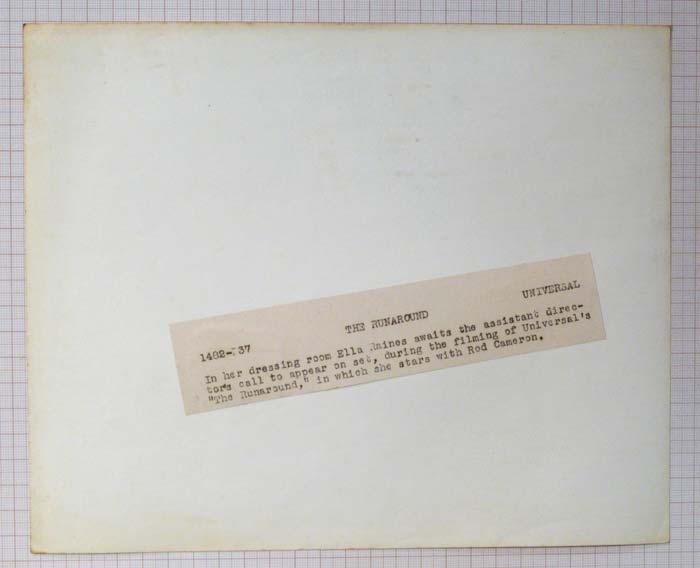 THE RUNAROUND UNIVERSAL
1482-137
In her dressing room Ella Raines awaits the assistant direc-
tor's call to appear on set, during the filming of Universal's
"The Runaround," in which she stars with Rod Cameron.